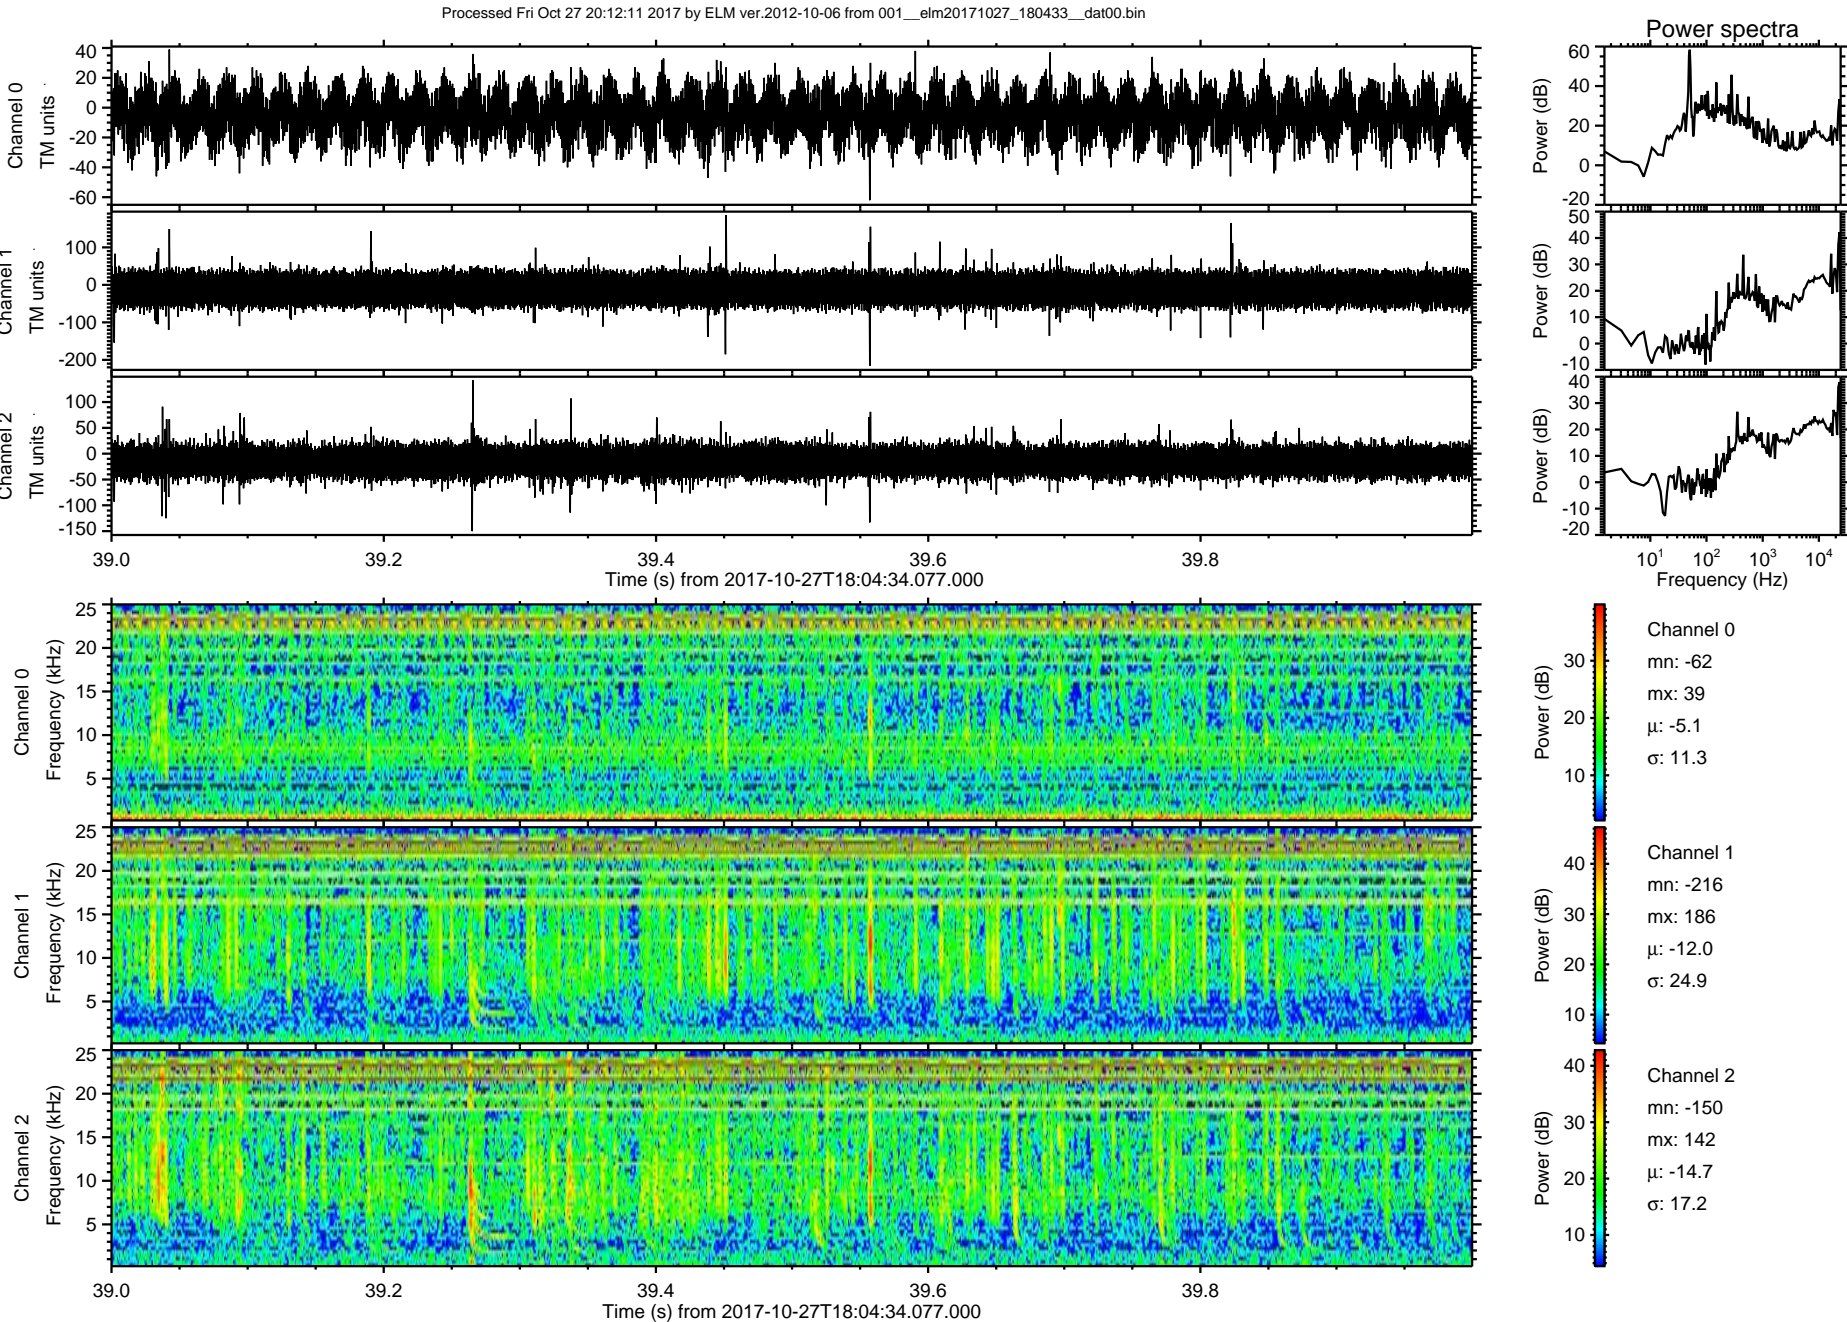 Processed Fri Oct 27 20:12:11 2017 by ELM ver.2012-10-06 from 001__elm20171027_180433__dat00.bin
Power spectra
Channel 0
TM units
40
20
0
-20
-40
-60
Power (dB)
60
40
20
0
-20
Channel 1
TM units
100
0
-100
-200
Power (dB)
50
40
30
20
10
0
-10
Channel 2
TM units
100
50
0
-50
-100
-150
Power (dB)
40
30
20
10
0
-10
-20
39.0 39.2 39.4 39.6 39.8
Time (s) from 2017-10-27T18:04:34.077.000
10^1 10^2 10^3 10^4
Frequency (Hz)
Channel 0
Frequency (kHz)
25
20
15
10
5
Power (dB)
30
20
10
Channel 0
mn: -62
mx: 39
μ: -5.1
σ: 11.3
Channel 1
Frequency (kHz)
25
20
15
10
5
Power (dB)
40
30
20
10
Channel 1
mn: -216
mx: 186
μ: -12.0
σ: 24.9
Channel 2
Frequency (kHz)
25
20
15
10
5
Power (dB)
40
30
20
10
Channel 2
mn: -150
mx: 142
μ: -14.7
σ: 17.2
39.0 39.2 39.4 39.6 39.8
Time (s) from 2017-10-27T18:04:34.077.000